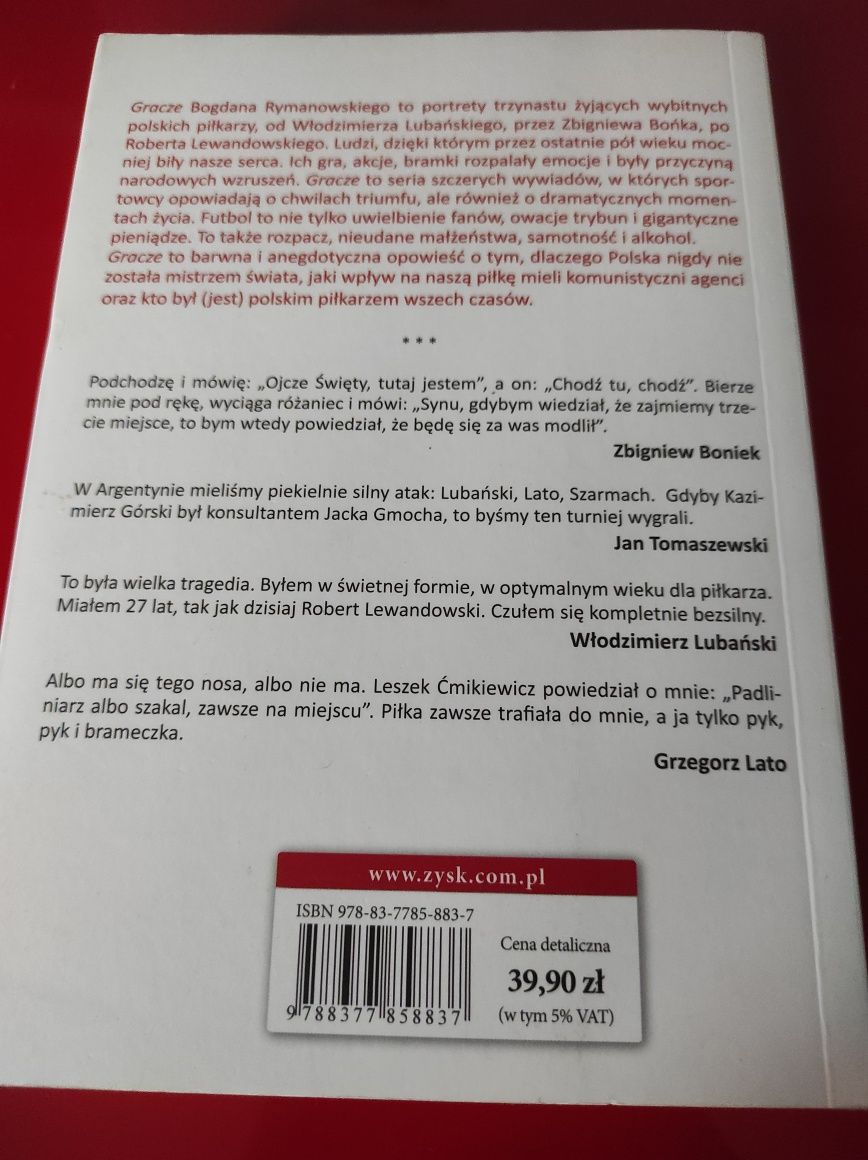 Gracze Bogdana Rymanowskiego to portrety trzynastu żyjących wybitnych
polskich piłkarzy, od Włodzimierza Lubańskiego, przez Zbigniewa Bońka, po
Roberta Lewandowskiego. Ludzi, dzięki którym przez ostatnie pół wieku moc-
niej biły nasze serca. Ich gra, akcje, bramki rozpalały emocje i były przyczyną
narodowych wzruszeń. Gracze to seria szczerych wywiadów, w których spor-
towcy opowiadają o chwilach triumfu, ale również o dramatycznych momen-
tach życia. Futbol to nie tylko uwielbienie fanów, owacje trybun i gigantyczne
pieniądze. To także rozpacz, nieudane małżeństwa, samotność i alkohol.
Gracze to barwna i anegdotyczna opowieść o tym, dlaczego Polska nigdy nie
została mistrzem świata, jaki wpływ na naszą piłkę mieli komunistyczni agenci
oraz kto był (jest) polskim piłkarzem wszech czasów.
* * *
Podchodzę i mówię: „Ojcze Święty, tutaj jestem”, a on: „Chodź tu, chodź”. Bierze
mnie pod rękę, wyciąga różaniec i mówi: „Synu, gdybym wiedział, że zajmiemy trze-
cie miejsce, to bym wtedy powiedział, że będę się za was modlił”.
Zbigniew Boniek
W Argentynie mieliśmy piekielnie silny atak: Lubański, Lato, Szarmach. Gdyby Kazi-
mierz Górski był konsultantem Jacka Gmocha, to byśmy ten turniej wygrali.
Jan Tomaszewski
To była wielka tragedia. Byłem w świetnej formie, w optymalnym wieku dla piłkarza.
Miałem 27 lat, tak jak dzisiaj Robert Lewandowski. Czułem się kompletnie bezsilny.
Włodzimierz Lubański
Albo ma się tego nosa, albo nie ma. Leszek Ćmikiewicz powiedział o mnie: „Padli-
niarz albo szakal, zawsze na miejscu”. Piłka zawsze trafiała do mnie, a ja tylko pyk,
pyk i brameczka.
Grzegorz Lato
www.zysk.com.pl
ISBN 978-83-7785-883-7
Cena detaliczna
39,90 zł
(w tym 5% VAT)
9 788377 858837